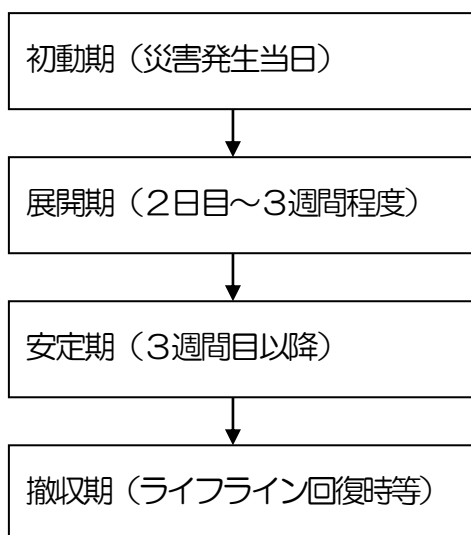 初動期（災害発生当日）
展開期（２日目～３週間程度）
安定期（３週間目以降）
撤収期（ライフライン回復時等）